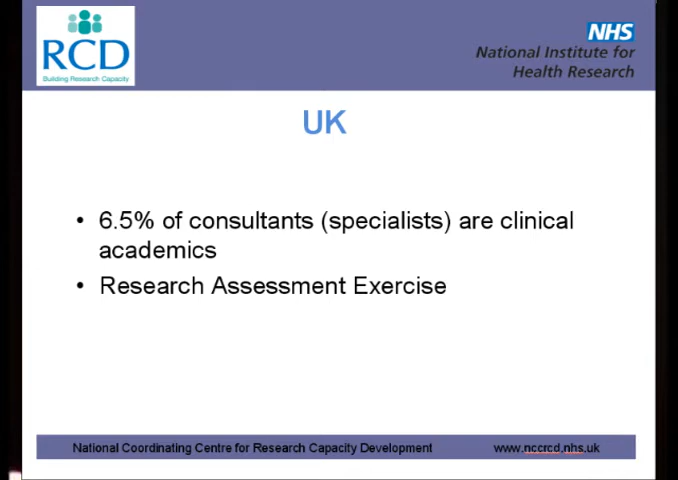 RCD
Building Research Capacity
NHS
National Institute for
Health Research
UK
• 6.5% of consultants (specialists) are clinical
academics
• Research Assessment Exercise
National Coordinating Centre for Research Capacity Development www.nccrcd.nhs.uk